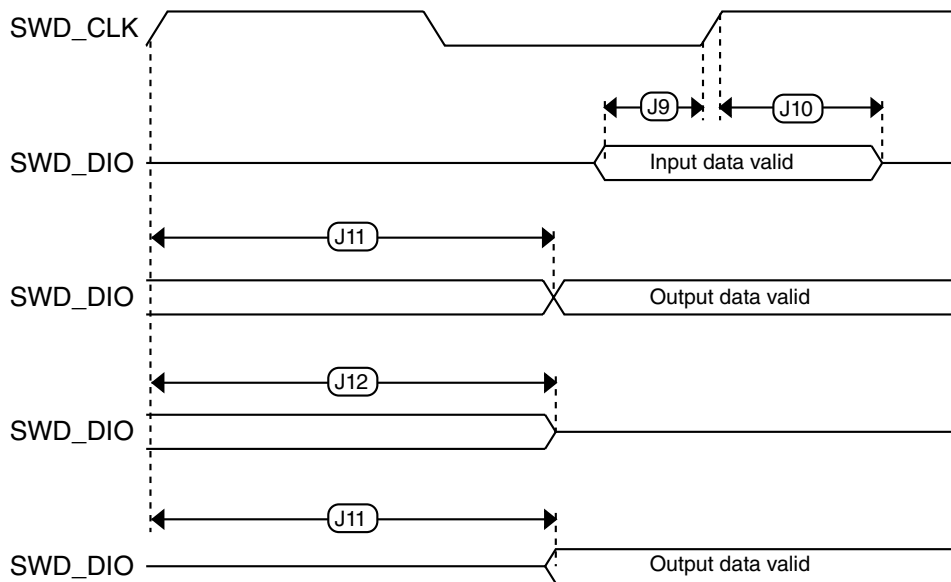 SWD_CLK
J9
J10
SWD_DIO
Input data valid
J11
SWD_DIO
Output data valid
J12
SWD_DIO
J11
SWD_DIO
Output data valid